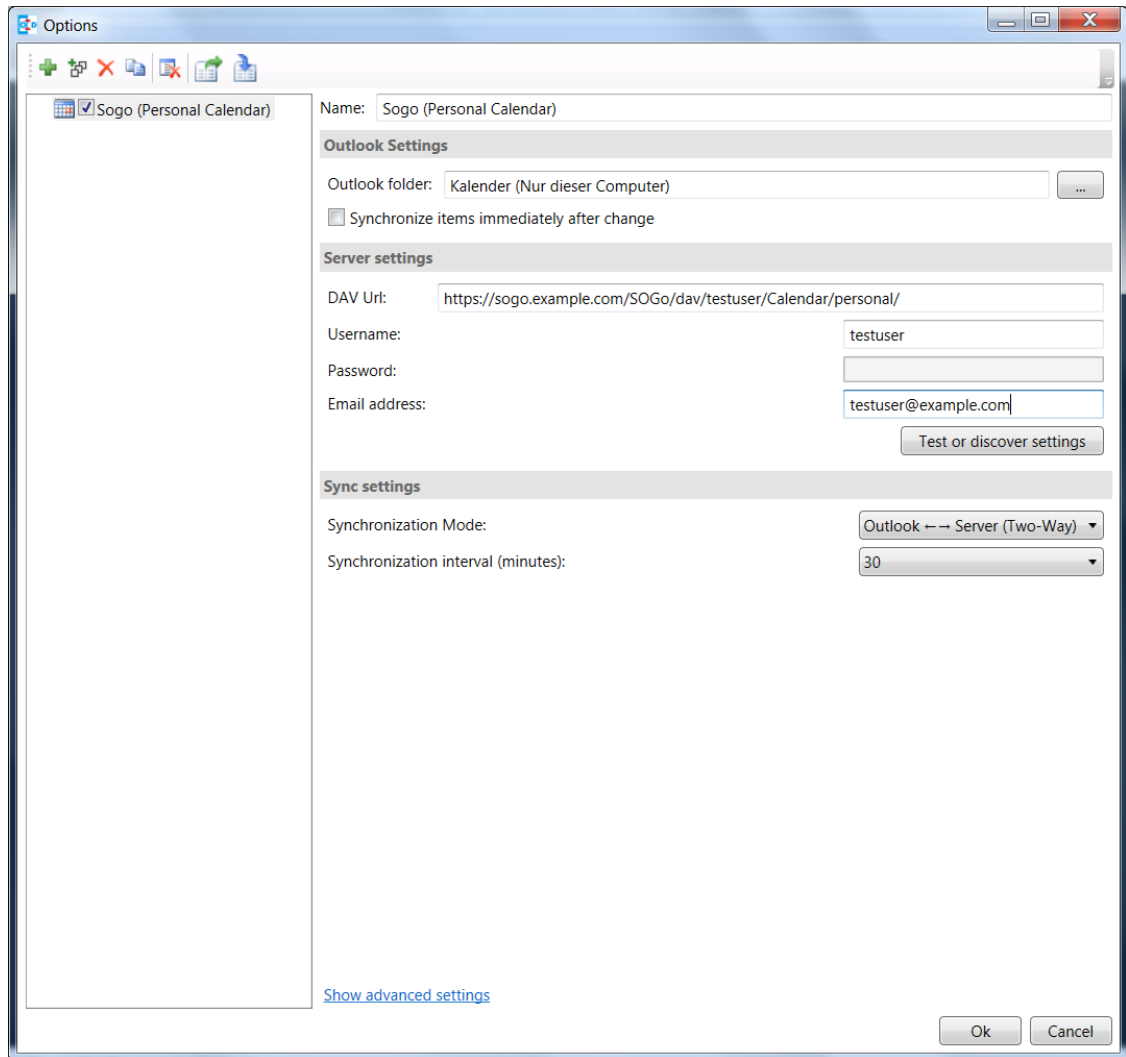 Options
Sogo (Personal Calendar)
Name: Sogo (Personal Calendar)
Outlook Settings
Outlook folder: Kalender (Nur dieser Computer) ...
Synchronize items immediately after change
Server settings
DAV Url: https://sogo.example.com/SOGo/dav/testuser/Calendar/personal/
Username: testuser
Password:
Email address: testuser@example.com
Test or discover settings
Sync settings
Synchronization Mode: Outlook ←→ Server (Two-Way)
Synchronization interval (minutes): 30
Show advanced settings
Ok Cancel